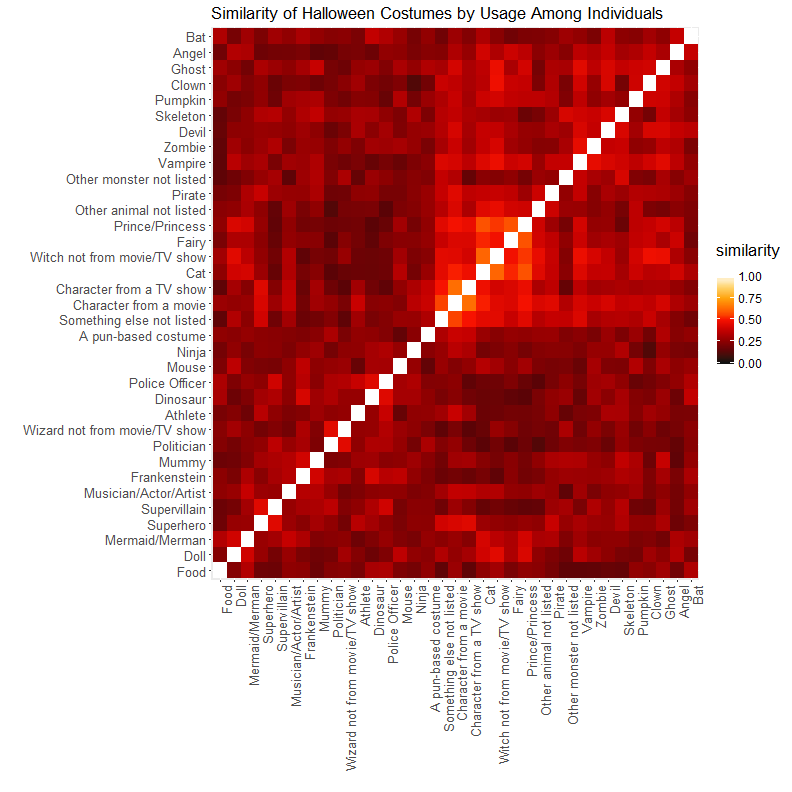 Similarity of Halloween Costumes by Usage Among Individuals
Bat
Angel
Ghost
Clown
Pumpkin
Skeleton
Devil
Zombie
Vampire
Other monster not listed
Pirate
Other animal not listed
Prince/Princess
Fairy
Witch not from movie/TV show
Cat
Character from a TV show
Character from a movie
Something else not listed
A pun-based costume
Ninja
Mouse
Police Officer
Dinosaur
Athlete
Wizard not from movie/TV show
Politician
Mummy
Frankenstein
Musician/Actor/Artist
Supervillain
Superhero
Mermaid/Merman
Doll
Food
similarity
1.00
0.75
0.50
0.25
0.00
Food
Doll
Mermaid/Merman
Superhero
Supervillain
Musician/Actor/Artist
Frankenstein
Mummy
Politician
Wizard not from movie/TV show
Athlete
Dinosaur
Police Officer
Mouse
Ninja
A pun-based costume
Something else not listed
Character from a movie
Character from a TV show
Cat
Witch not from movie/TV show
Fairy
Prince/Princess
Other animal not listed
Pirate
Other monster not listed
Vampire
Zombie
Devil
Skeleton
Pumpkin
Clown
Ghost
Angel
Bat